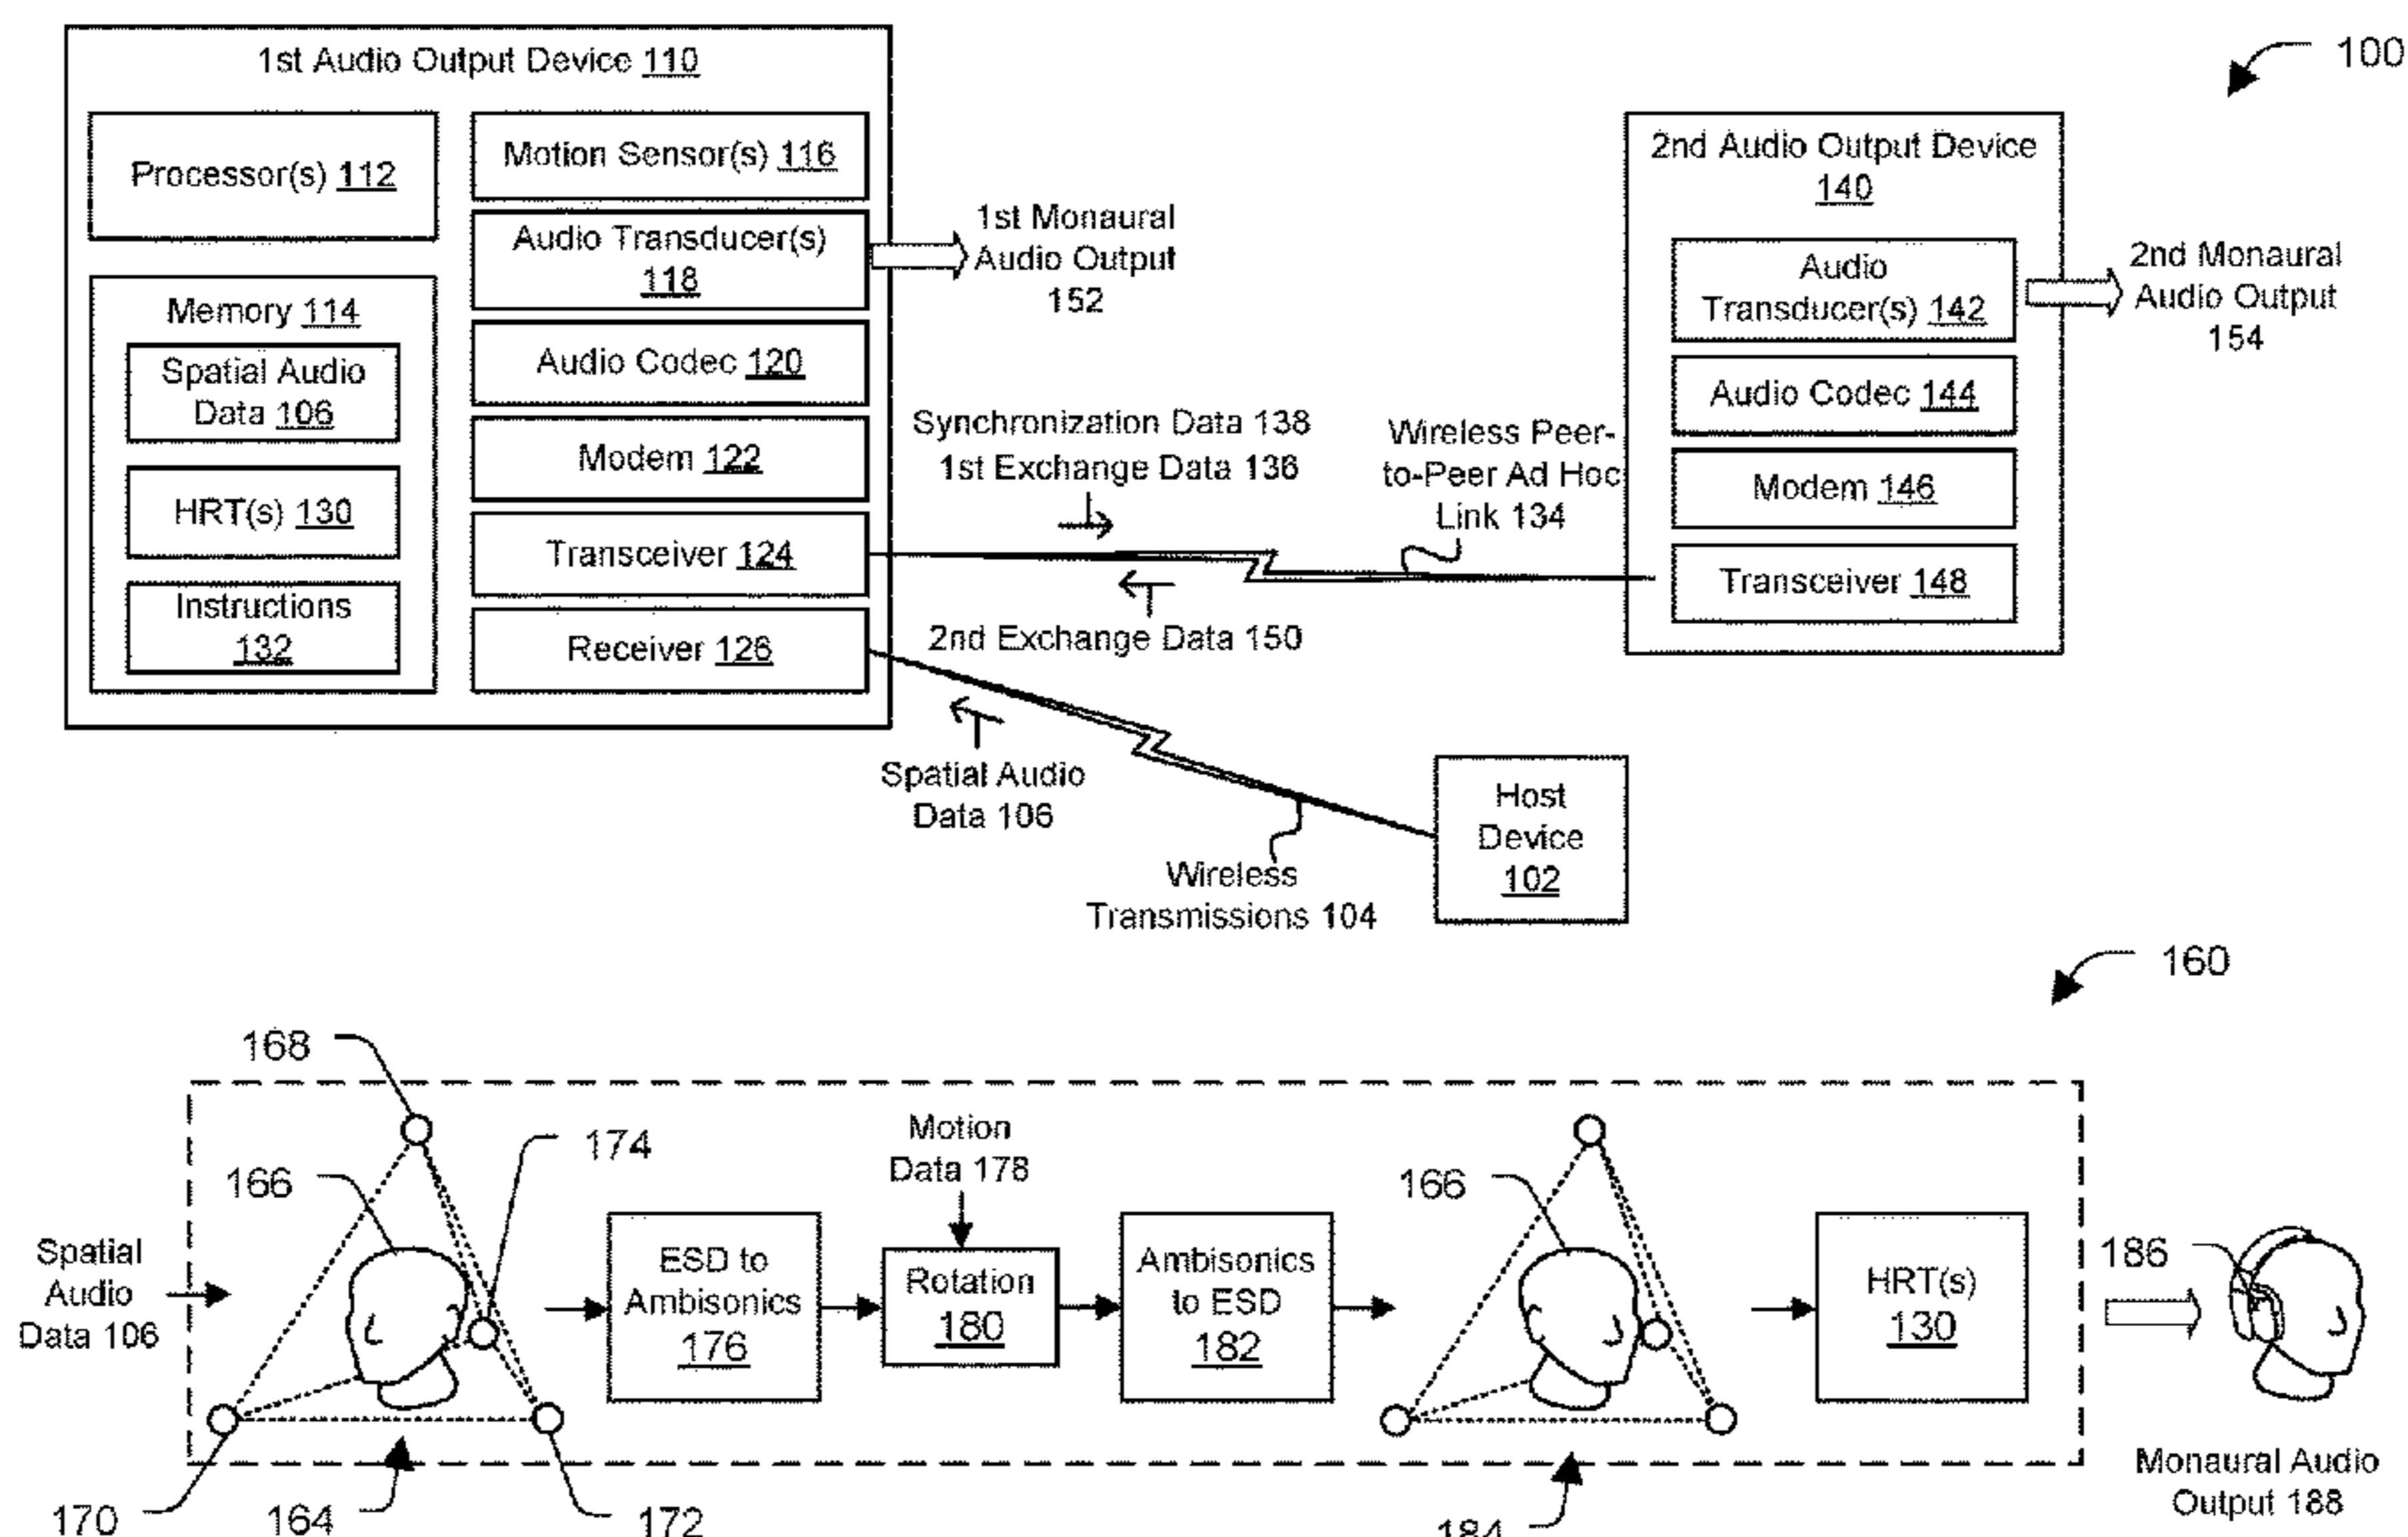 100
1st Audio Output Device 110
Processor(s) 112
Memory 114
Spatial Audio
Data 106
HRT(s) 130
Instructions
132
Motion Sensor(s) 116
Audio Transducer(s)
118
Audio Codec 120
Modem 122
Transceiver 124
Receiver 126
1st Monaural
Audio Output
152
Synchronization Data 138
1st Exchange Data 136
2nd Exchange Data 150
Wireless Peer-
to-Peer Ad Hoc
Link 134
2nd Audio Output Device
140
Audio
Transducer(s) 142
Audio Codec 144
Modem 146
Transceiver 148
2nd Monaural
Audio Output
154
Spatial Audio
Data 106
Wireless
Transmissions 104
Host
Device
102
160
168
174
166
Spatial
Audio
Data 106
170
164
172
ESD to
Ambisonics
176
Motion
Data 178
Rotation
180
Ambisonics
to ESD
182
166
184
HRT(s)
130
186
Monaural Audio
Output 188